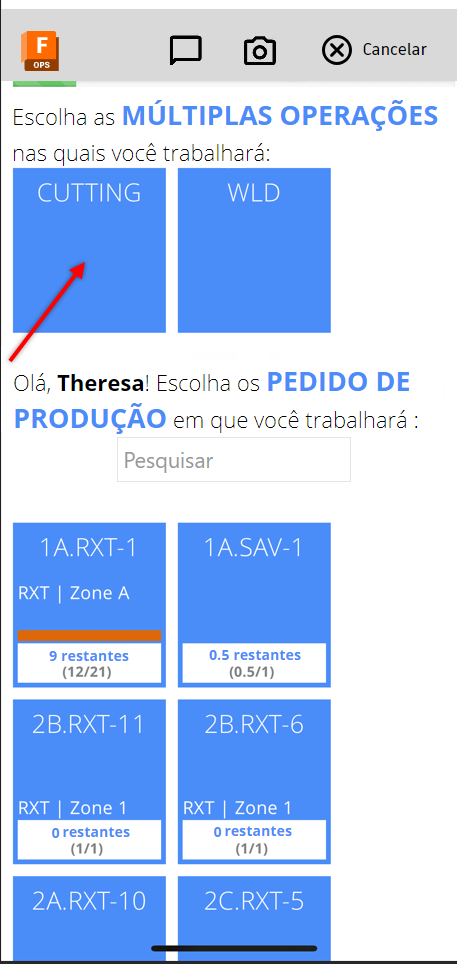 F
OPS
Cancelar
Escolha as MÚLTIPLAS OPERAÇÕES
nas quais você trabalhará:
CUTTING
WLD
Olá, Theresa! Escolha os PEDIDO DE
PRODUÇÃO em que você trabalhará :
Pesquisar
1A.RXT-1
RXT | Zone A
9 restantes
(12/21)
1A.SAV-1
0.5 restantes
(0.5/1)
2B.RXT-11
RXT | Zone 1
0 restantes
(1/1)
2B.RXT-6
RXT | Zone 1
0 restantes
(1/1)
2A.RXT-10
2C.RXT-5